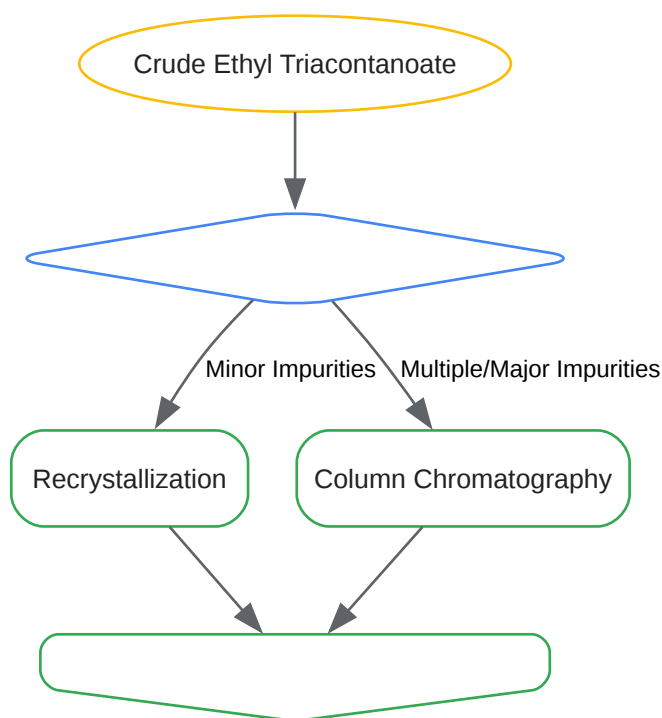 Crude Ethyl Triacontanoate
Minor Impurities
Multiple/Major Impurities
Recrystallization
Column Chromatography